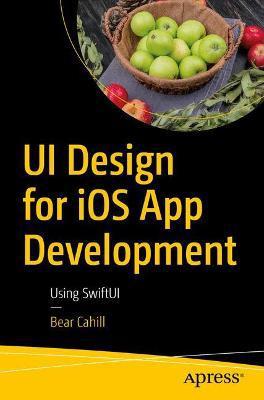 UI Design
for iOS App
Development
Using SwiftUI
—
Bear Cahill
Apress®